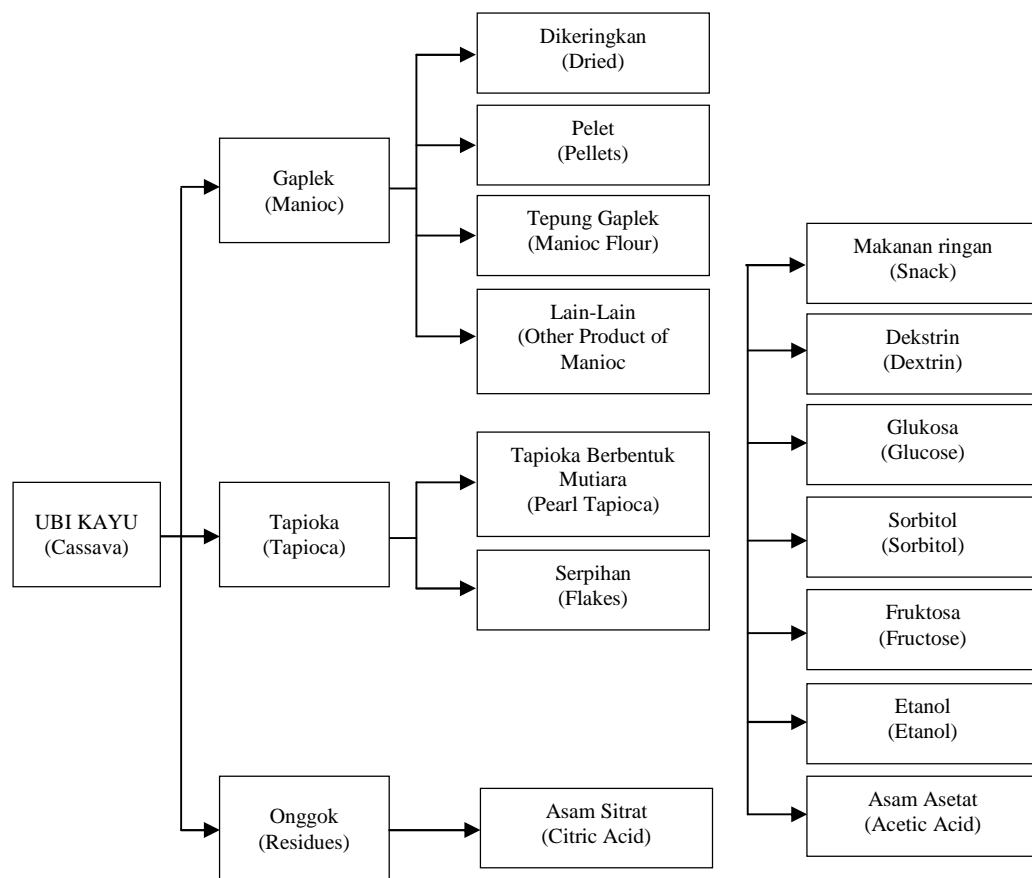 Dikeringkan
(Dried)
Pelet
(Pellets)
Gaplek
(Manioc)
Tepung Gaplek
(Manioc Flour)
Lain-Lain
(Other Product of
Manioc
UBI KAYU
(Cassava)
Tapioka
(Tapioca)
Tapioka Berbentuk
Mutiara
(Pearl Tapioca)
Serpihan
(Flakes)
Onggok
(Residues)
Asam Sitrat
(Citric Acid)
Makanan ringan
(Snack)
Dekstrin
(Dextrin)
Glukosa
(Glucose)
Sorbitol
(Sorbitol)
Fruktosa
(Fructose)
Etanol
(Etanol)
Asam Asetat
(Acetic Acid)